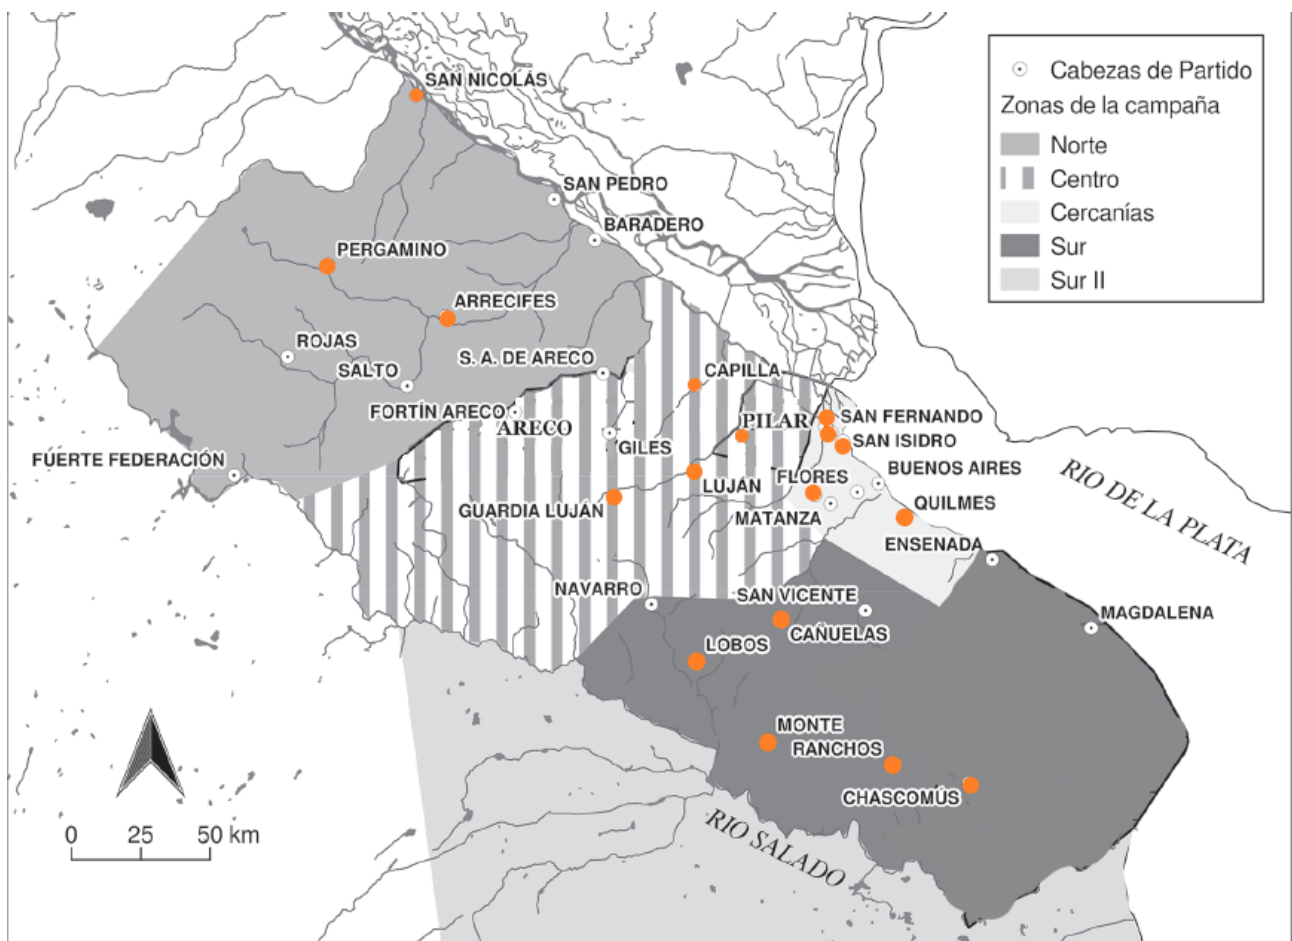 SAN NICOLÁS
Cabezas de Partido
Zonas de la campaña
Norte
Centro
Cercanías
Sur
Sur II
SAN PEDRO
BARADERO
PERGAMINO
ARRECIFES
ROJAS
SALTO
S. A. DE ARECO
CAPILLA
FORTÍN ARECO
ARECO
PILAR
SAN FERNANDO
SAN ISIDRO
GILES
FUERTE FEDERACIÓN
LUJÁN
FLORES
BUENOS AIRES
RIO DE LA PLATA
GUARDIA LUJÁN
MATANZA
QUILMES
ENSENADA
NAVARRO
SAN VICENTE
MAGDALENA
CAÑUELAS
LOBOS
MONTE
RANCHOS
CHASCOMÚS
RIO SALADO
0 25 50 km